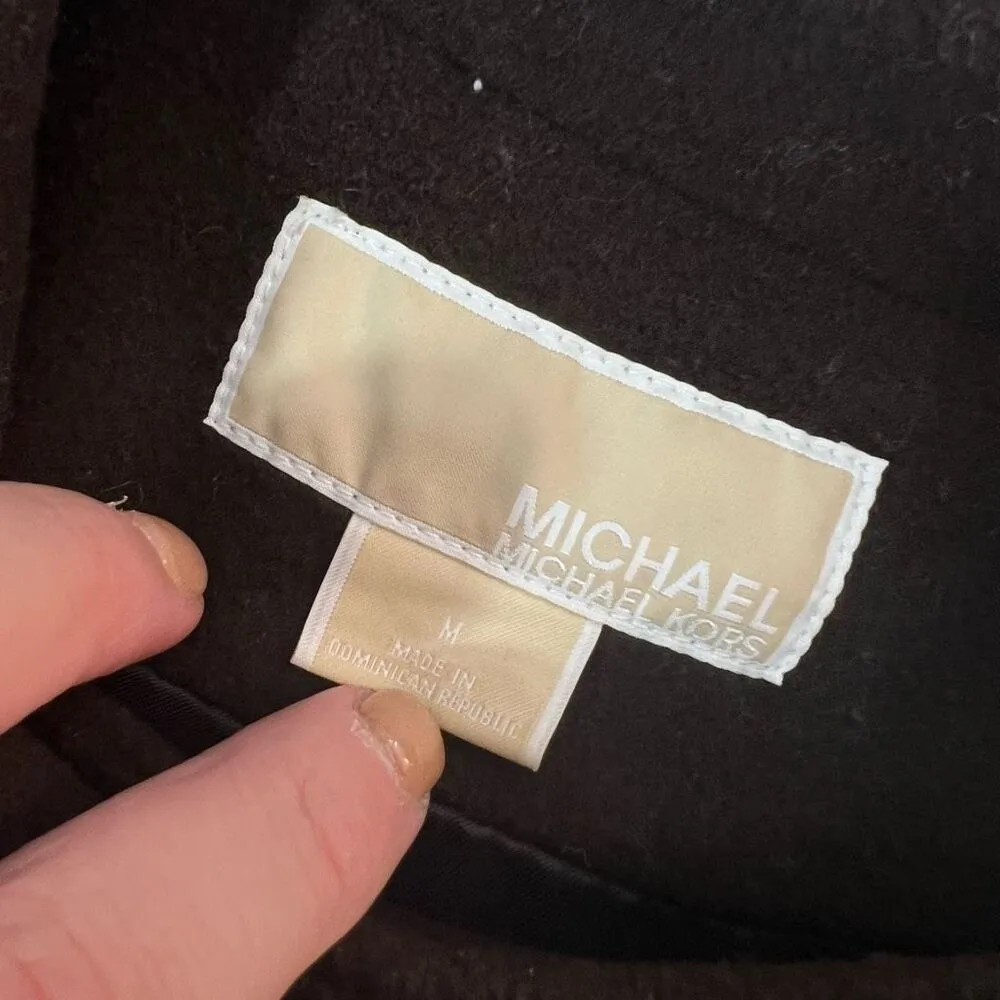 MICHAEL
MICHAEL KORS
M
MADE IN
DOMINICAN REPUBLIC